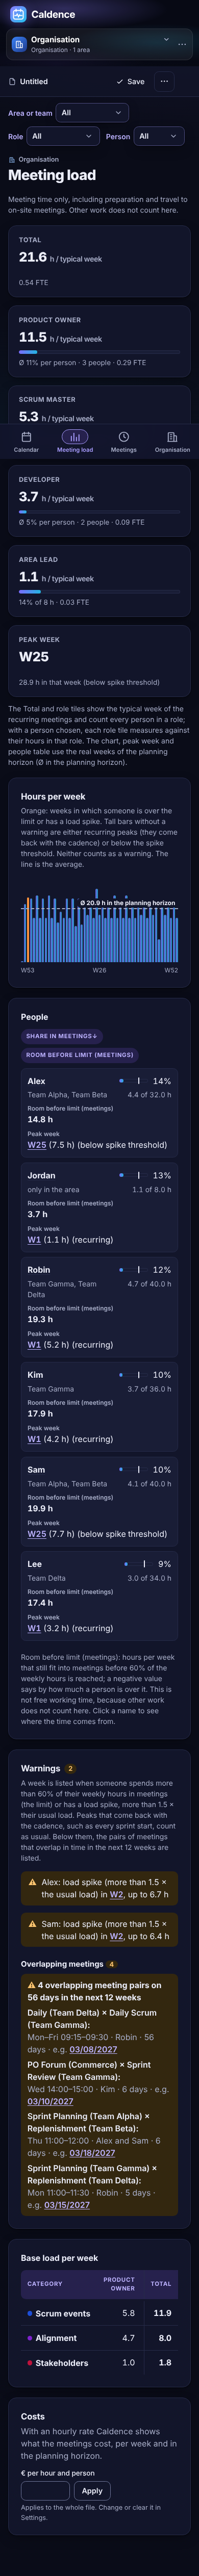 Caldence
Organisation
Organisation · 1 area
Untitled
Save
Area or team
All
Role
All
Person
All
Organisation
Meeting load
Meeting time only, including preparation and travel to
on-site meetings. Other work does not count here.
TOTAL
21.6 h / typical week
0.54 FTE
PRODUCT OWNER
11.5 h / typical week
Ø 11% per person · 3 people · 0.29 FTE
SCRUM MASTER
5.3 h / typical week
Calendar
Meeting load
Meetings
Organisation
DEVELOPER
3.7 h / typical week
Ø 5% per person · 2 people · 0.09 FTE
AREA LEAD
1.1 h / typical week
14% of 8 h · 0.03 FTE
PEAK WEEK
W25
28.9 h in that week (below spike threshold)
The Total and role tiles show the typical week of the
recurring meetings and count every person in a role;
with a person chosen, each role tile measures against
their hours in that role. The chart, peak week and
people table use the real weeks of the planning
horizon (Ø in the planning horizon).
Hours per week
Orange: weeks in which someone is over the
limit or has a load spike. Tall bars without a
warning are either recurring peaks (they come
back with the cadence) or below the spike
threshold. Neither counts as a warning. The
line is the average.
Ø 20.9 h in the planning horizon
W53
W26
W52
People
SHARE IN MEETINGS↓
ROOM BEFORE LIMIT (MEETINGS)
Alex
14%
Team Alpha, Team Beta
4.4 of 32.0 h
Room before limit (meetings)
14.8 h
Peak week
W25 (7.5 h) (below spike threshold)
Jordan
13%
only in the area
1.1 of 8.0 h
Room before limit (meetings)
3.7 h
Peak week
W1 (1.1 h) (recurring)
Robin
12%
Team Gamma, Team
Delta
4.7 of 40.0 h
Room before limit (meetings)
19.3 h
Peak week
W1 (5.2 h) (recurring)
Kim
10%
Team Gamma
3.7 of 36.0 h
Room before limit (meetings)
17.9 h
Peak week
W1 (4.2 h) (recurring)
Sam
10%
Team Alpha, Team Beta
4.1 of 40.0 h
Room before limit (meetings)
19.9 h
Peak week
W25 (7.7 h) (below spike threshold)
Lee
9%
Team Delta
3.0 of 34.0 h
Room before limit (meetings)
17.4 h
Peak week
W1 (3.2 h) (recurring)
Room before limit (meetings): hours per week
that still fit meetings before 60% of the
weekly hours is reached; a negative value
says by how much a person is over it. This is
not free working time, because other work
does not count here. Click a name to see
where the time comes from.
Warnings 2
A week is listed when someone spends more
than 60% of their weekly hours in meetings
(the limit) or has a load spike, more than 1.5 ×
their usual load. Peaks that come back with
the cadence, such as every sprint start, count
as usual. Below them, the pairs of meetings
that overlap in time in the next 12 weeks are
listed.
Alex: load spike (more than 1.5 ×
the usual load) in W2, up to 6.7 h
Sam: load spike (more than 1.5 ×
the usual load) in W2, up to 6.4 h
Overlapping meetings 4
4 overlapping meeting pairs on
56 days in the next 12 weeks
Daily (Team Delta) × Daily Scrum
(Team Gamma):
Mon–Fri 09:15–09:30 · Robin · 56
days · e.g. 03/08/2027
PO Forum (Commerce) × Sprint
Review (Team Gamma):
Wed 14:00–15:00 · Kim · 6 days · e.g.
03/10/2027
Sprint Planning (Team Alpha) ×
Replenishment (Team Beta):
Thu 11:00–12:00 · Alex and Sam · 6
days · e.g. 03/18/2027
Sprint Planning (Team Gamma) ×
Replenishment (Team Delta):
Mon 11:00–11:30 · Robin · 5 days ·
e.g. 03/15/2027
Base load per week
CATEGORY
PRODUCT
OWNER
TOTAL
Scrum events
5.8
11.9
Alignment
4.7
8.0
Stakeholders
1.0
1.8
Costs
With an hourly rate Caldence shows
what the meetings cost, per week and in
the planning horizon.
€ per hour and person
Apply
Applies to the whole file. Change or clear it in
Settings.